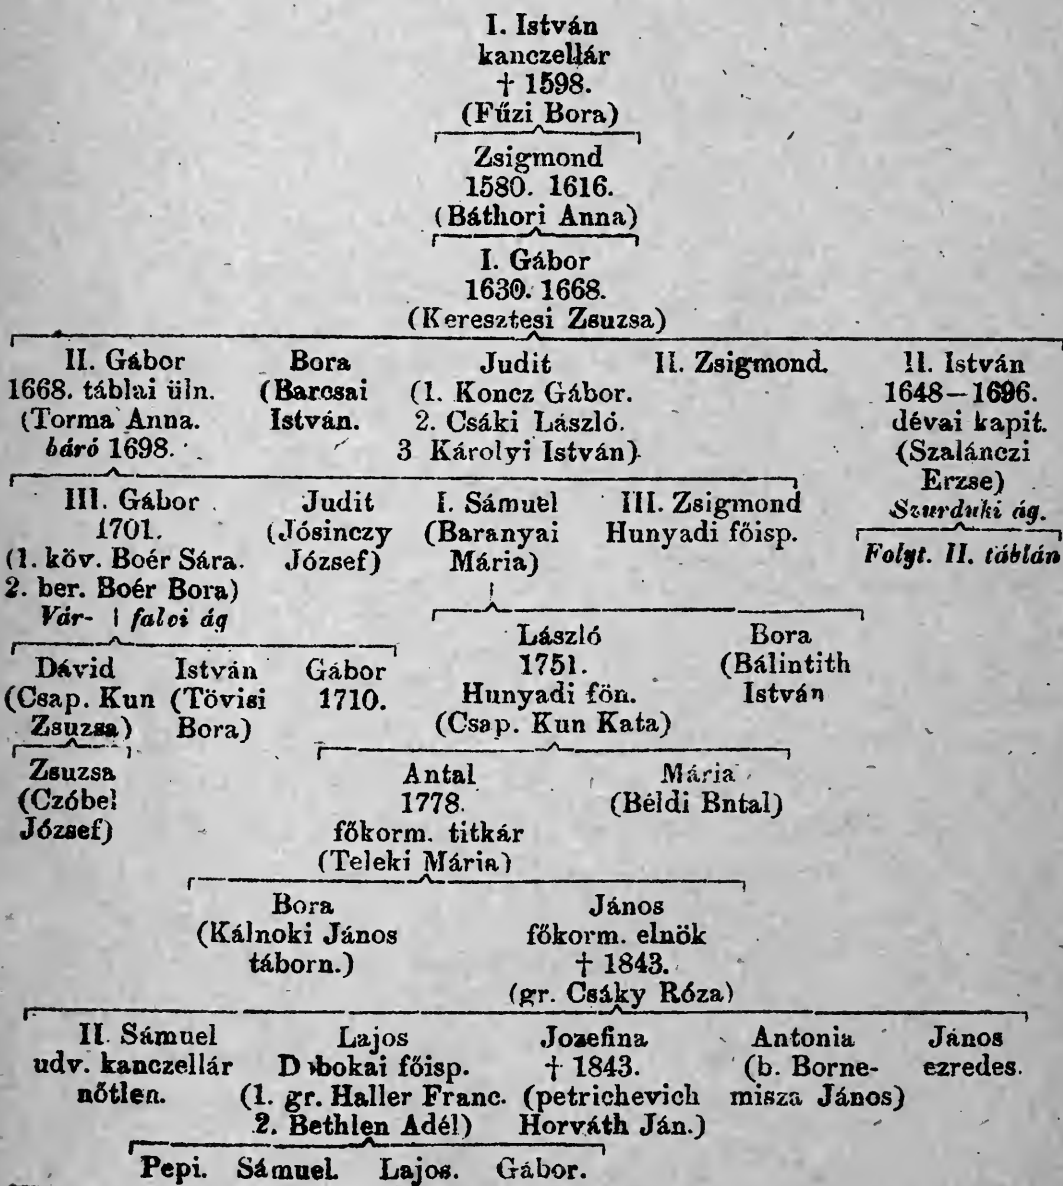 I. István
kanczellár
† 1598.
(Fűzi Bora)
Zsigmond
1580. 1616.
(Báthori Anna)
I. Gábor
1630. 1668.
(Keresztesi Zsuzsa)
II. Gábor Bora Judit II. Zsigmond. II. István
1668. táblai üln. (Barcsai (1. Koncz Gábor. 1648—1696.
(Torma Anna. István. 2. Csáki László. dévai kapit.
báró 1698. 3 Károlyi István) (Szalánczi
Erzse)
III. Gábor Judit I. Sámuel III. Zsigmond Szurduki ág.
1701. (Jósinczy (Baranyai Hunyadi főisp.
(1. köv. Boér Sára. József) Mária) Folyt. II. táblán
2. ber. Boér Bora)
Vár- falvi ág
László Bora
Dávid István Gábor 1751. (Bálintith
(Csap. Kun (Tövisi 1710. Hunyadi fön. István
Zsuzsa) Bora) (Csap. Kun Kata)
Zsuzsa Antal Mária
(Czóbel 1778. (Béldi Bntal)
József) főkorm. titkár
(Teleki Mária)
Bora János
(Kálnoki János főkorm. elnök
táborn.) † 1843.
(gr. Csáky Róza)
II. Sámuel Lajos Jozefina Antonia János
udv. kanczellár Dobokai főisp. † 1843. (b. Borne- ezredes.
nőtlen. (1. gr. Haller Franc. (petrichevich misza János)
2. Bethlen Adél) Horváth Ján.)
Pepi. Sámuel. Lajos. Gábor.